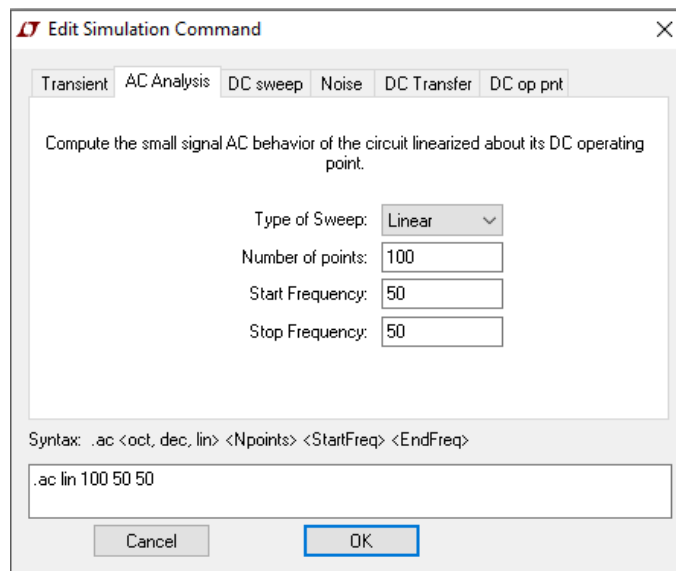 Edit Simulation Command
Transient AC Analysis DC sweep Noise DC Transfer DC op pnt
Compute the small signal AC behavior of the circuit linearized about its DC operating
point.
Type of Sweep: Linear
Number of points: 100
Start Frequency: 50
Stop Frequency: 50
Syntax: .ac <oct, dec, lin> <Npoints> <StartFreq> <EndFreq>
.ac lin 100 50 50
Cancel OK